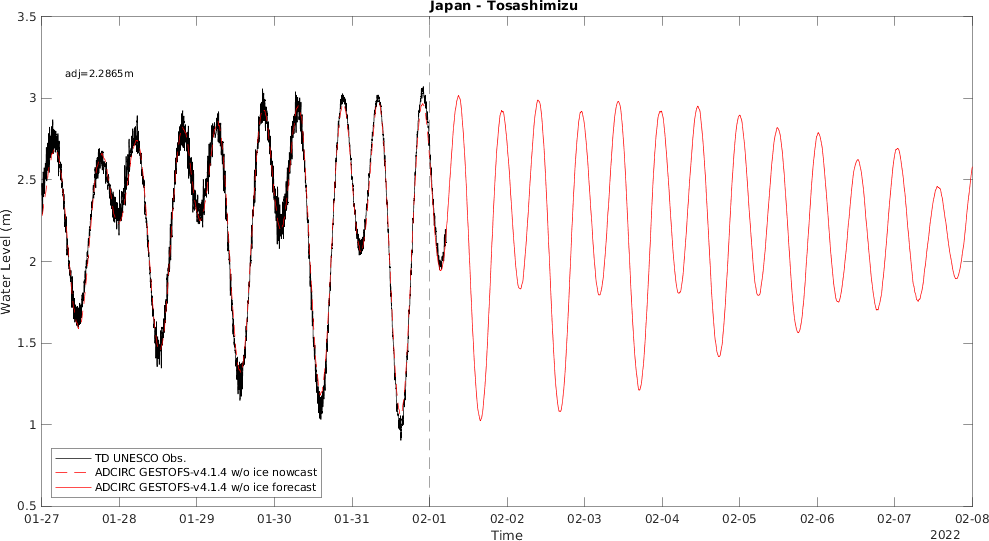 Japan - Tosashimizu
3.5
3
2.5
2
1.5
1
0.5
Water Level (m)
adj=2.2865m
TD UNESCO Obs.
ADCIRC GESTOFS-v4.1.4 w/o ice nowcast
ADCIRC GESTOFS-v4.1.4 w/o ice forecast
01-27 01-28 01-29 01-30 01-31 02-01 02-02 02-03 02-04 02-05 02-06 02-07 02-08
Time
2022